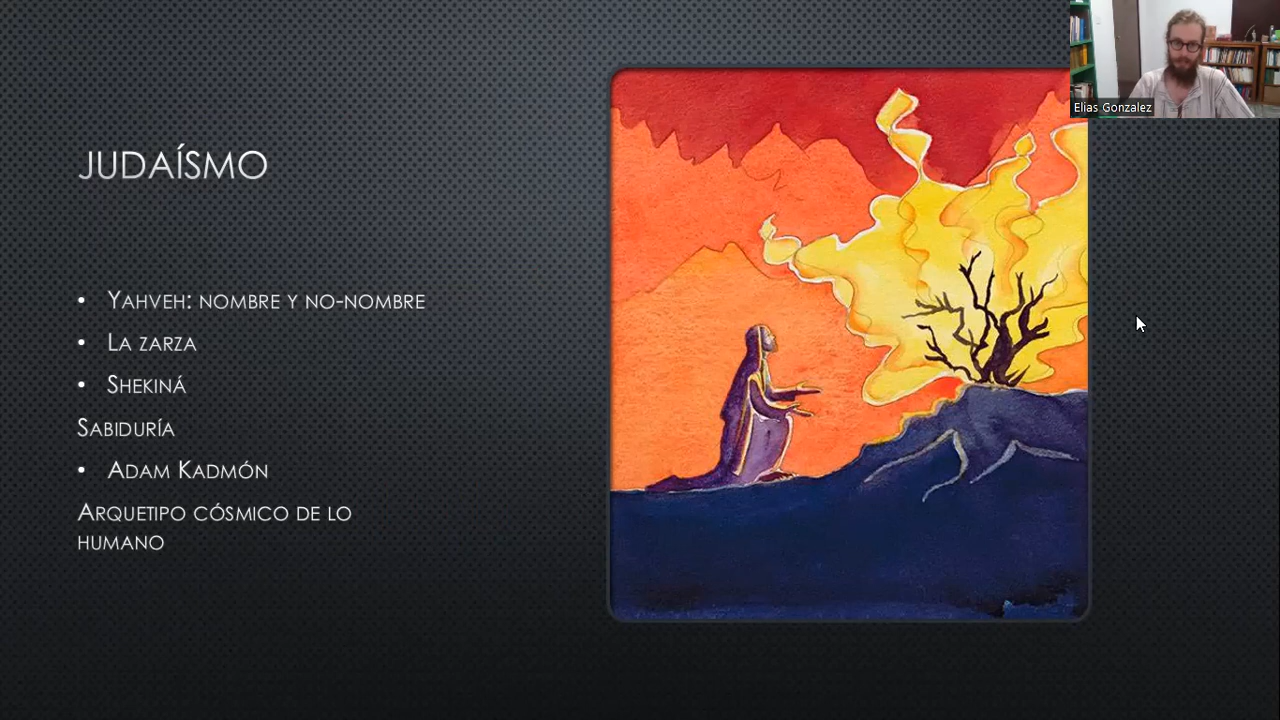 JUDAÍSMO
• YAHVEH: NOMBRE Y NO-NOMBRE
• LA ZARZA
• SHEKINÁ
SABIDURÍA
• ADAM KADMÓN
ARQUETIPO CÓSMICO DE LO
HUMANO
Elias Gonzalez